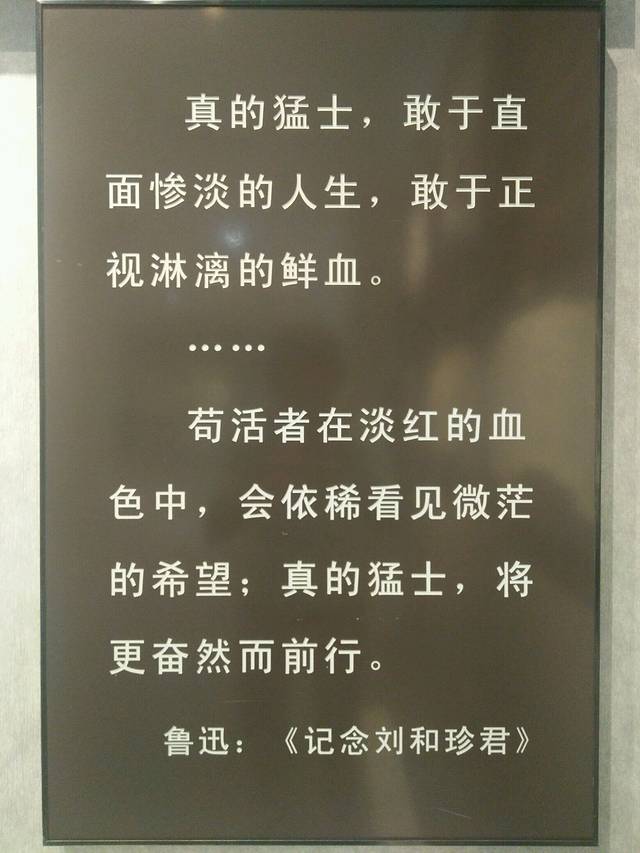 真的猛士，敢于直
面惨淡的人生，敢于正
视淋漓的鲜血。
……
苟活者在淡红的血
色中，会依稀看见微茫
的希望；真的猛士，将
更奋然而前行。
鲁迅：《记念刘和珍君》